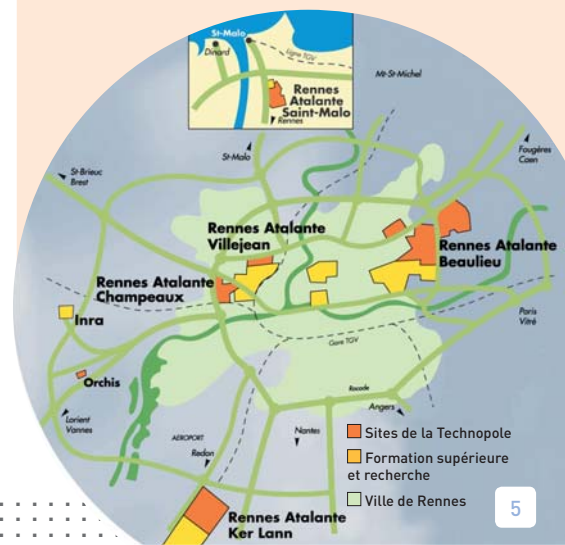 St-Malo
Dinard
Ligne TGV
Rennes
Atalante
Saint-Malo
Rennes
Mt-St-Michel
St-Malo
Fougères
Caen
St-Brieuc
Brest
Rennes Atalante
Villejean
Rennes Atalante
Beaulieu
Rennes Atalante
Champeaux
Inra
Paris
Vitré
Gare TGV
Orchis
Rocade
Lorient
Vannes
Angers
AEROPORT
Nantes
Redon
Sites de la Technopole
Formation supérieure
et recherche
Ville de Rennes
Rennes Atalante
Ker Lann
5